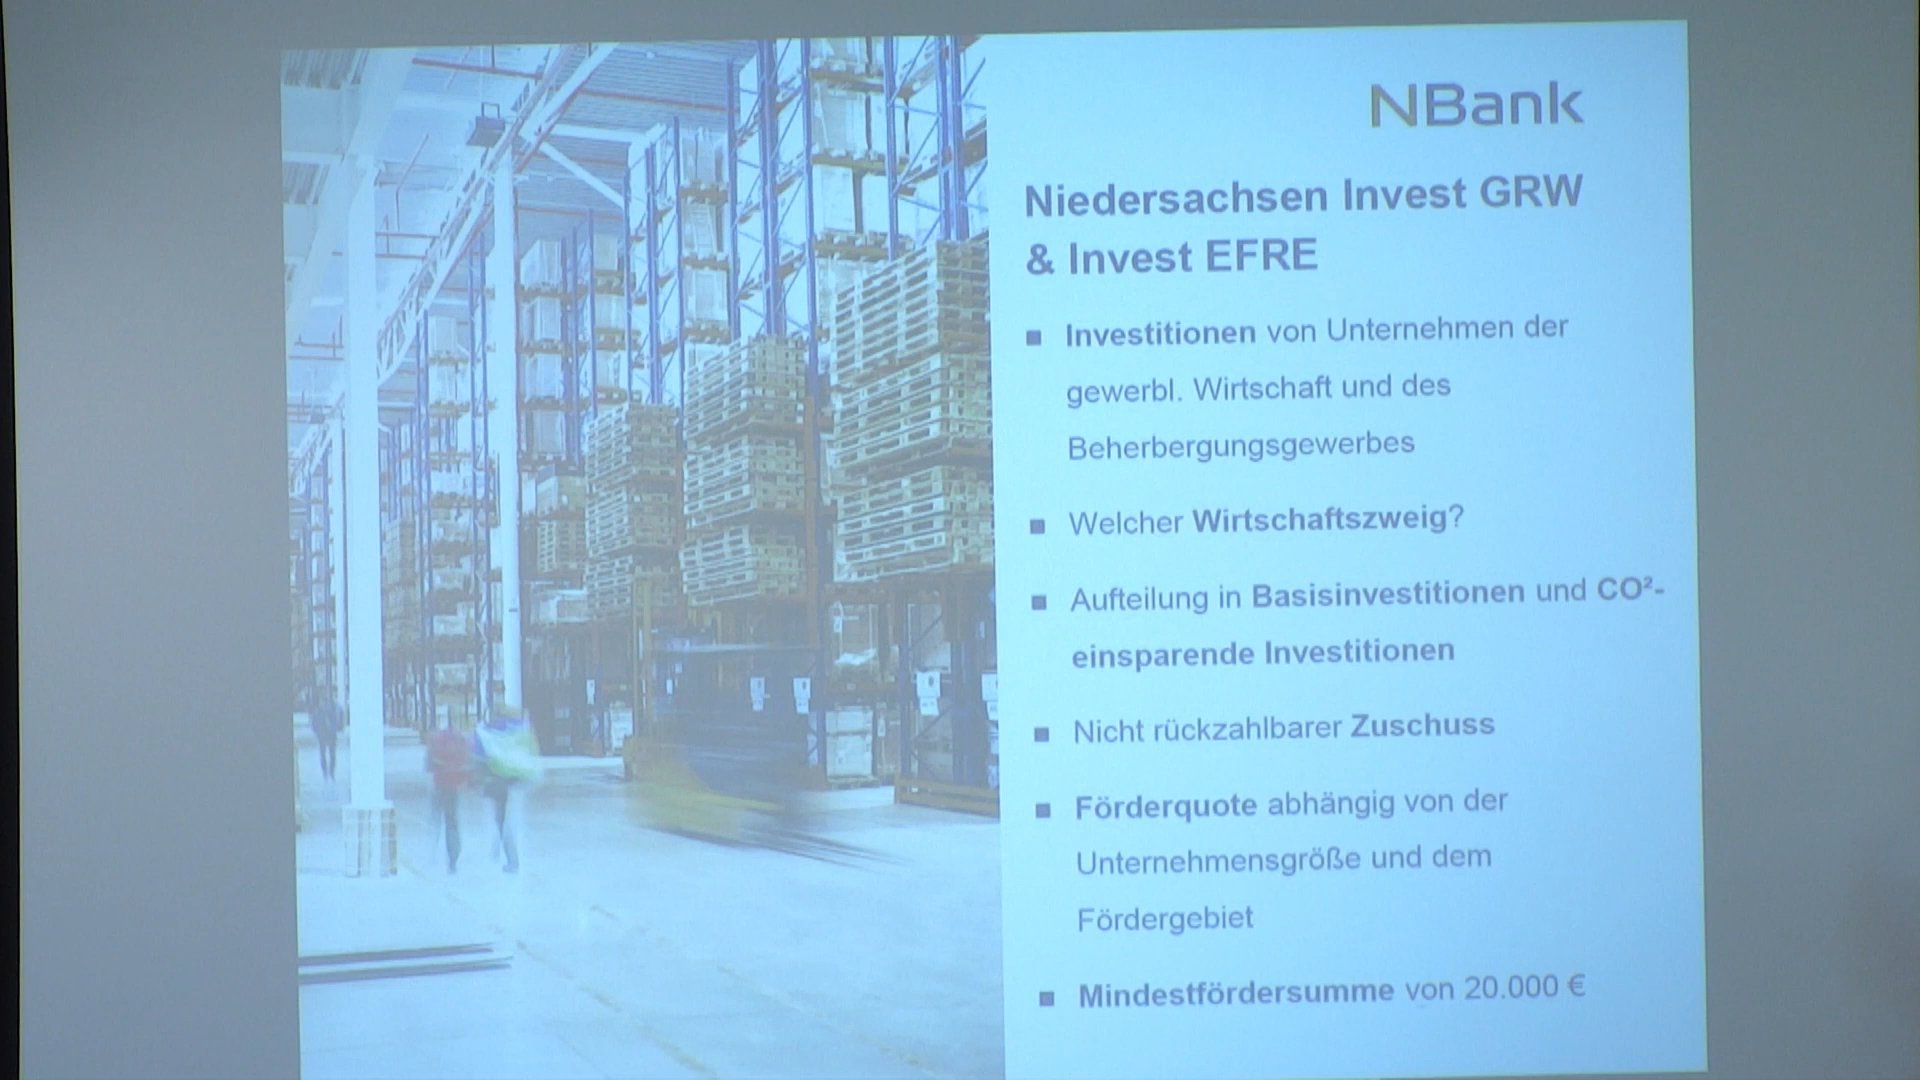 NBank
Niedersachsen Invest GRW
& Invest EFRE
■ Investitionen von Unternehmen der
gewerbl. Wirtschaft und des
Beherbergungsgewerbes
■ Welcher Wirtschaftszweig?
■ Aufteilung in Basisinvestitionen und CO²-
einsparende Investitionen
■ Nicht rückzahlbarer Zuschuss
■ Förderquote abhängig von der
Unternehmensgröße und dem
Fördergebiet
■ Mindestfördersumme von 20.000 €